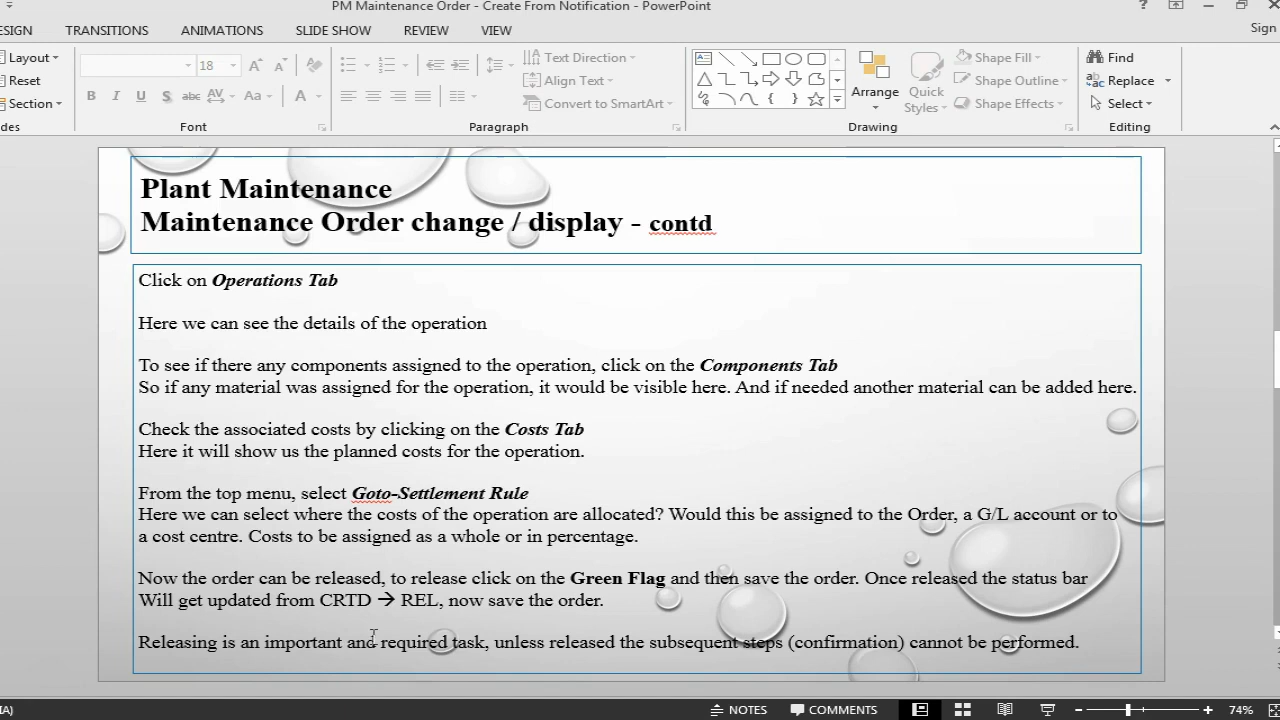 PM Maintenance Order - Create From Notification - PowerPoint
?
ESIGN TRANSITIONS ANIMATIONS SLIDE SHOW REVIEW VIEW Sign
Layout Reset Section des
18
B I U S abc AV Aa A
Font
Text Direction
Align Text
Convert to SmartArt
Paragraph
Arrange
Quick Styles
Shape Fill
Shape Outline
Shape Effects
Drawing
Find
Replace
Select
Editing
Plant Maintenance
Maintenance Order change / display - contd
Click on Operations Tab
Here we can see the details of the operation
To see if there any components assigned to the operation, click on the Components Tab
So if any material was assigned for the operation, it would be visible here. And if needed another material can be added here.
Check the associated costs by clicking on the Costs Tab
Here it will show us the planned costs for the operation.
From the top menu, select Goto-Settlement Rule
Here we can select where the costs of the operation are allocated? Would this be assigned to the Order, a G/L account or to
a cost centre. Costs to be assigned as a whole or in percentage.
Now the order can be released, to release click on the Green Flag and then save the order. Once released the status bar
Will get updated from CRTD → REL, now save the order.
Releasing is an important and required task, unless released the subsequent steps (confirmation) cannot be performed.
A) NOTES COMMENTS 74%